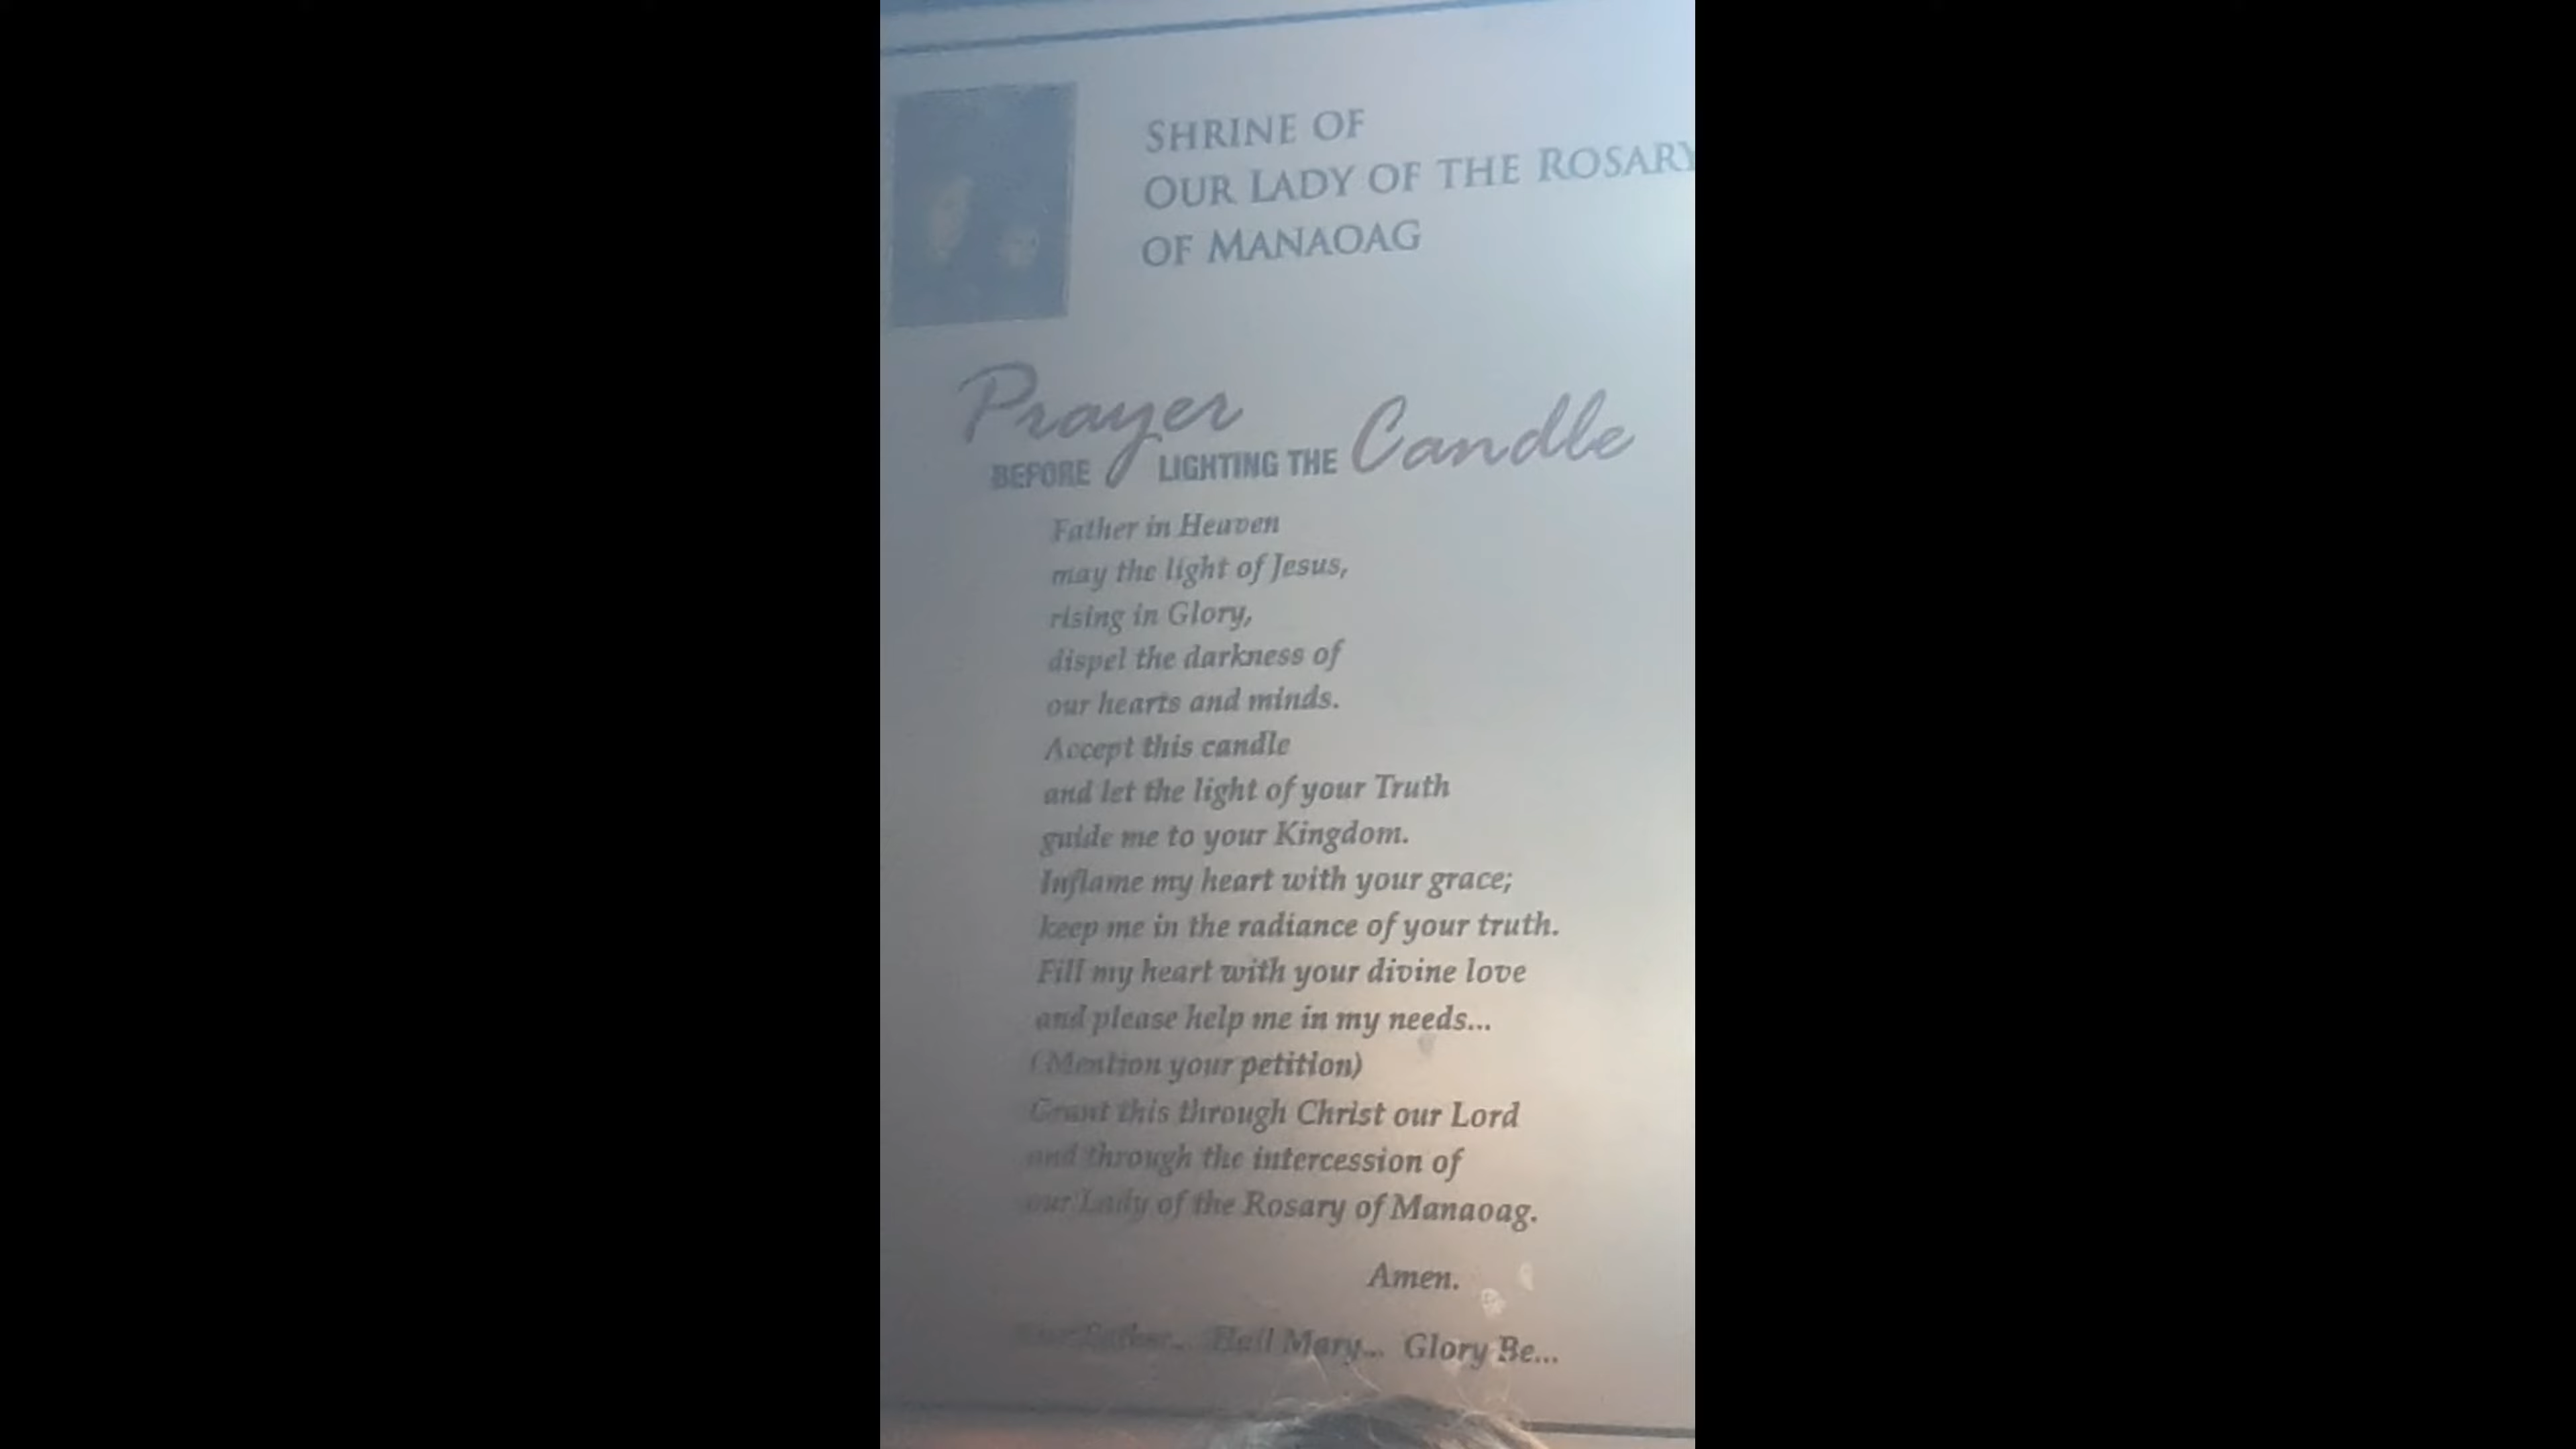 SHRINE OF
OUR LADY OF THE ROSARY
OF MANAOAG
Prayer
BEFORE LIGHTING THE Candle
Father in Heaven
may the light of Jesus,
rising in Glory,
dispel the darkness of
our hearts and minds.
Accept this candle
and let the light of your Truth
guide me to your Kingdom.
Inflame my heart with your grace;
keep me in the radiance of your truth.
Fill my heart with your divine love
and please help me in my needs...
(Mention your petition)
Grant this through Christ our Lord
and through the intercession of
our Lady of the Rosary of Manaoag.
Amen.
Our Father... Hail Mary... Glory Be...